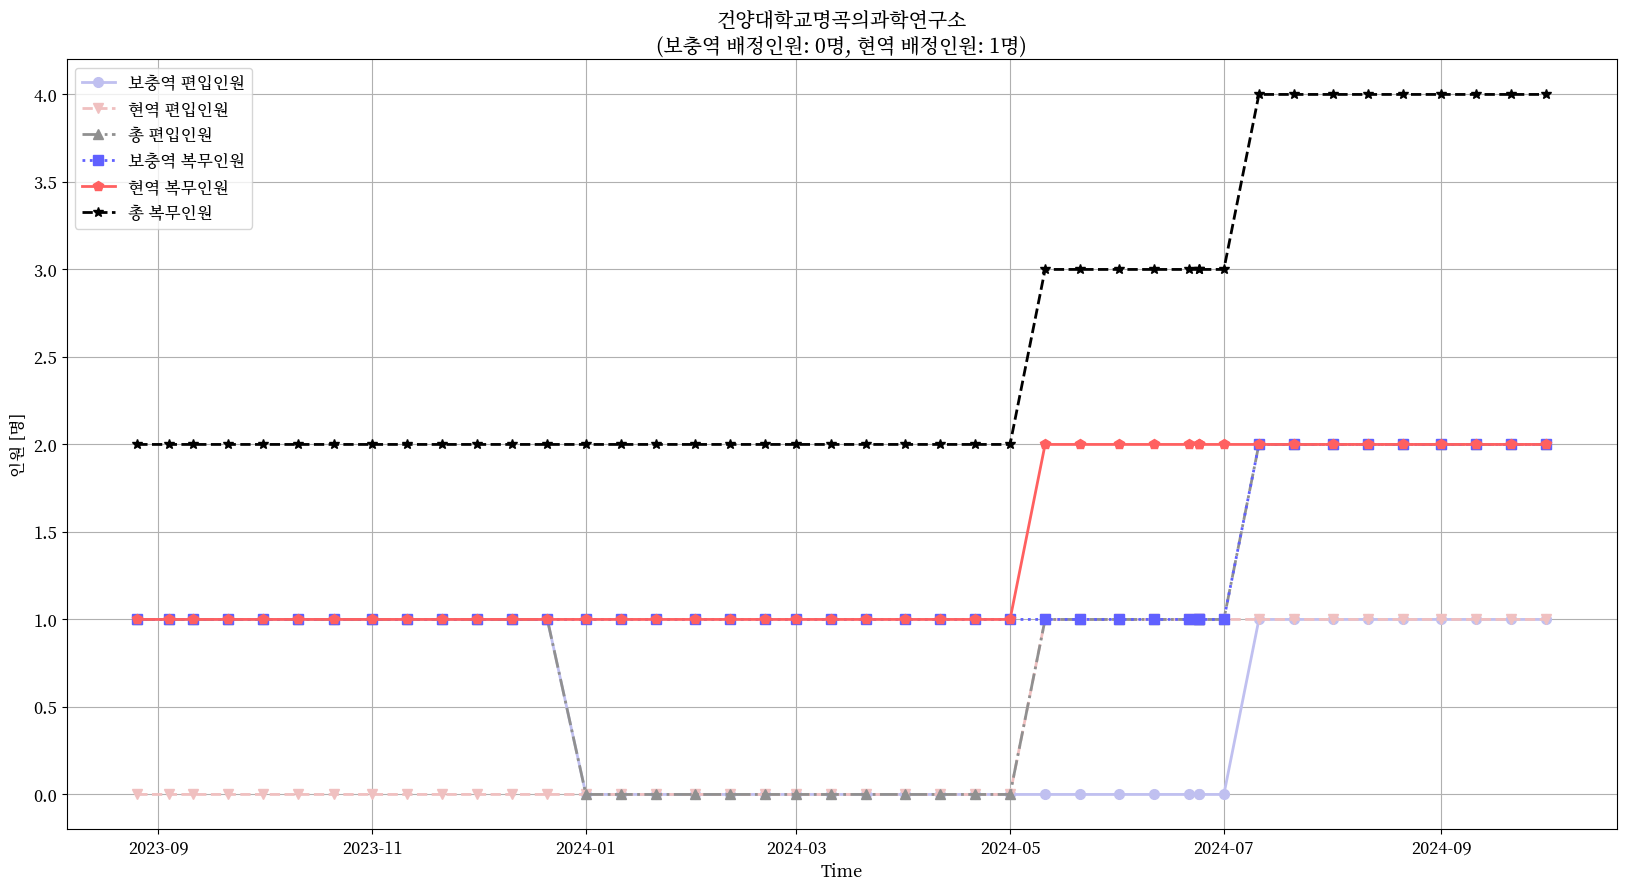 건양대학교명곡의과학연구소
(보충역 배정인원: 0명, 현역 배정인원: 1명)
보충역 편입인원
현역 편입인원
총 편입인원
보충역 복무인원
현역 복무인원
총 복무인원
4.0
3.5
3.0
2.5
2.0
1.5
1.0
0.5
0.0
인원 [명]
2023-09 2023-11 2024-01 2024-03 2024-05 2024-07 2024-09
Time